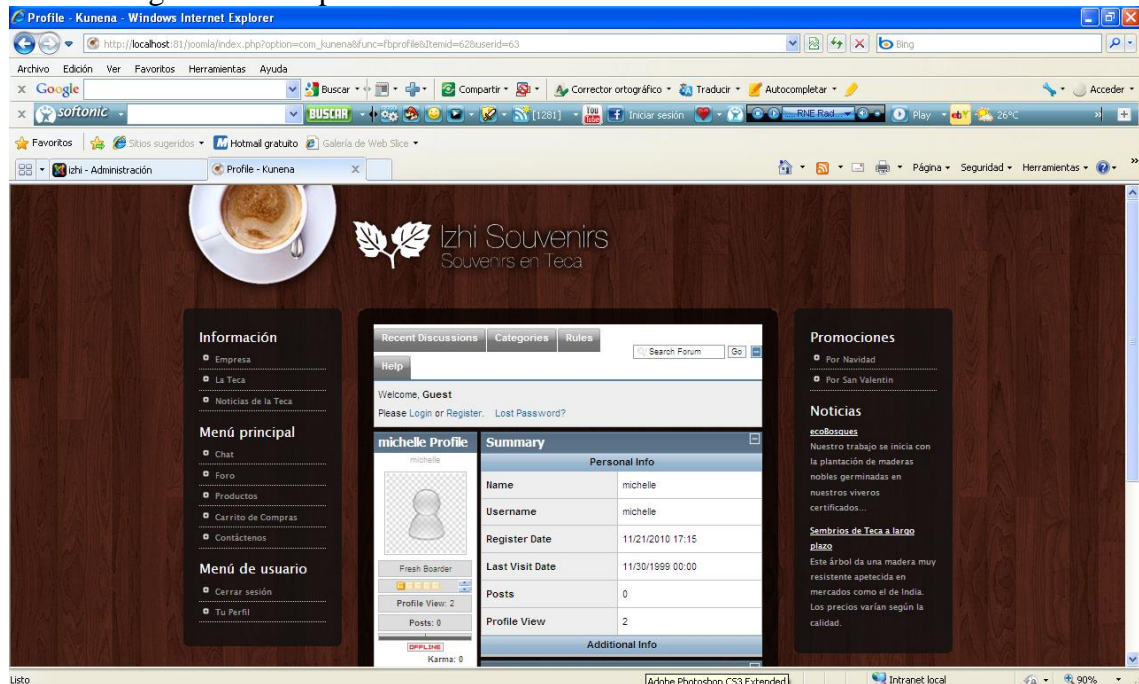 Profile - Kunena - Windows Internet Explorer
http://localhost:81/joomla/index.php?option=com_kunena&func=fbprofile&Itemid=62&userid=63
Bing
Archivo Edición Ver Favoritos Herramientas Ayuda
x Google Buscar Compartir Corrector ortográfico Traducir Autocompletar Acceder
x softonic BUSCAR [1281] You Tube Iniciar sesión RNE Rad... Play ebY 26°C
Favoritos Sitios sugeridos Hotmail gratuito Galería de Web Slice
Izhi - Administración Profile - Kunena X Página Seguridad Herramientas
Izhi Souvenirs
Souvenirs en Teca
Información
Empresa
La Teca
Noticias de la Teca
Menú principal
Chat
Foro
Productos
Carrito de Compras
Contáctenos
Menú de usuario
Cerrar sesión
Tu Perfil
Recent Discussions Categories Rules
Search Forum Go
Help
Welcome, Guest
Please Login or Register. Lost Password?
michelle Profile
michelle
Fresh Boarder
Profile View: 2
Posts: 0
OFFLINE
Karma: 0
Summary
Personal Info
Name michelle
Username michelle
Register Date 11/21/2010 17:15
Last Visit Date 11/30/1999 00:00
Posts 0
Profile View 2
Additional Info
Promociones
Por Navidad
Por San Valentin
Noticias
ecoBosques
Nuestro trabajo se inicia con
la plantación de maderas
nobles germinadas en
nuestros viveros
certificados...
Sembrios de Teca a largo
plazo
Este árbol da una madera muy
resistente apetecida en
mercados como el de India.
Los precios varían según la
calidad.
Listo Adobe Photoshop CS3 Extended Intranet local 90%